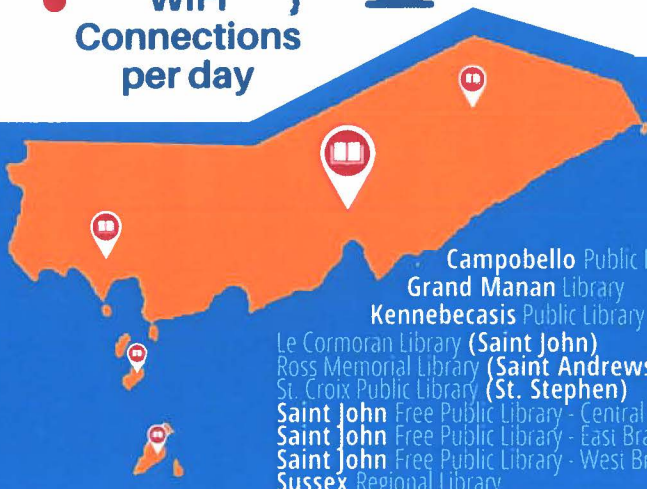 Connections
per day
Campobello Public
Grand Manan Library
Kennebecasis Public Library
Le Cormoran Library (Saint John)
Ross Memorial Library (Saint Andrews
St. Croix Public Library (St. Stephen)
Saint John Free Public Library - Central
Saint John Free Public Library - East Bra
Saint John Free Public Library - West Br
Sussex Regional Library